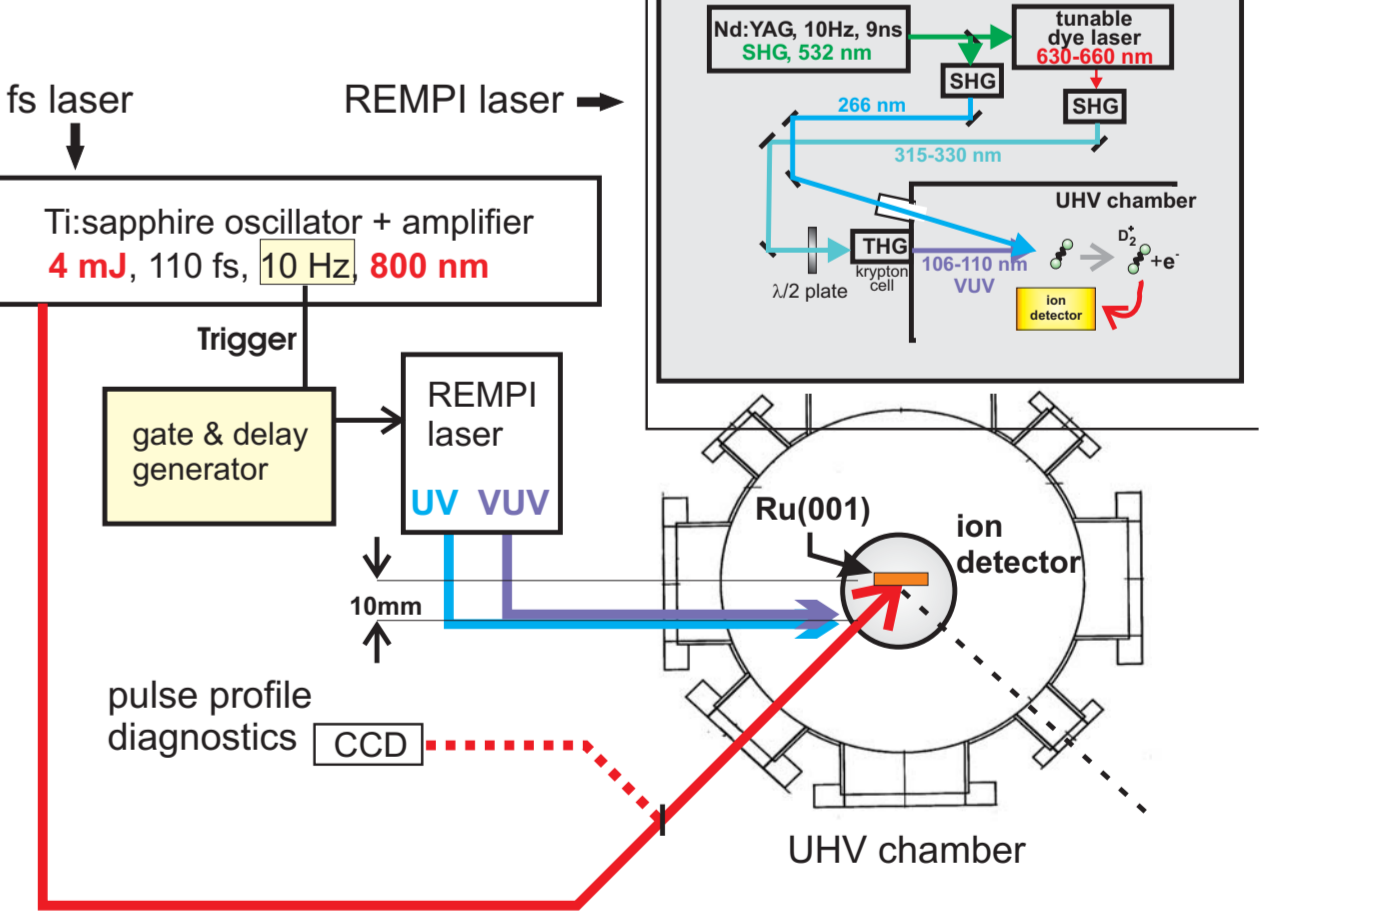 fs laser
REMPI laser
Ti:sapphire oscillator + amplifier
4 mJ, 110 fs, 10 Hz, 800 nm
Trigger
gate & delay
generator
REMPI
laser
UV VUV
10mm
pulse profile
diagnostics
CCD
Nd:YAG, 10Hz, 9ns
SHG, 532 nm
tunable
dye laser
630-660 nm
SHG
SHG
266 nm
315-330 nm
UHV chamber
THG
krypton
cell
λ/2 plate
106-110 nm
VUV
D₂⁺
+e⁻
ion
detector
Ru(001)
ion
detector
UHV chamber